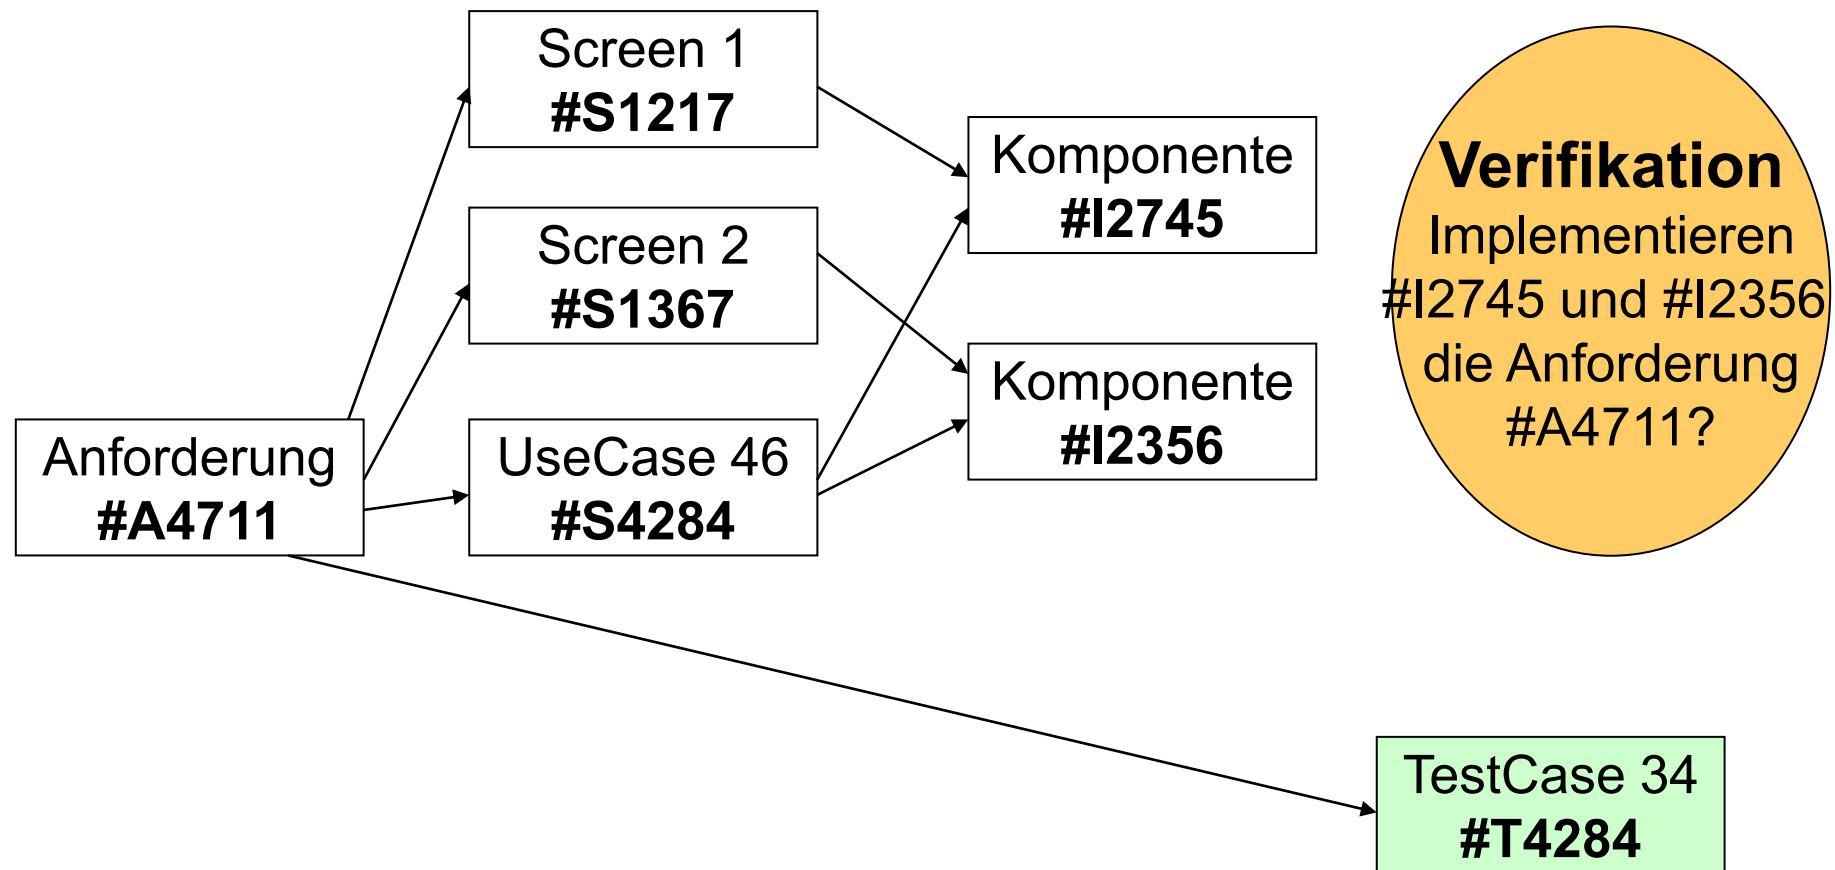 Screen 1
#S1217
Screen 2
#S1367
Anforderung
#A4711
UseCase 46
#S4284
Komponente
#I2745
Komponente
#I2356
Verifikation
Implementieren
#I2745 und #I2356
die Anforderung
#A4711?
TestCase 34
#T4284